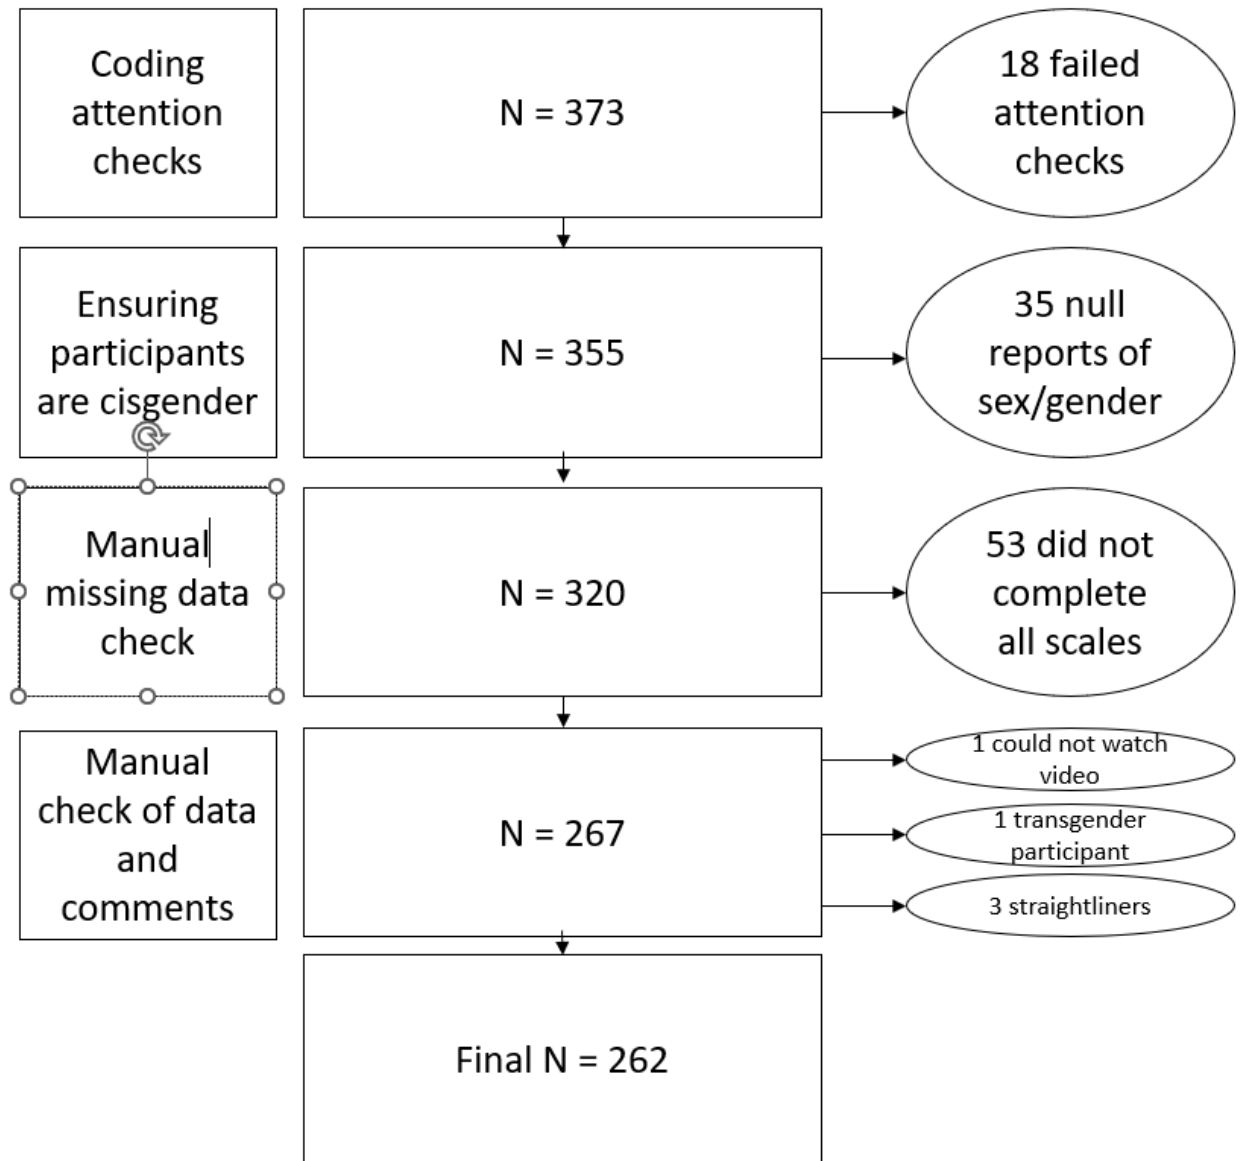 Coding
attention
checks
N = 373
18 failed
attention
checks
Ensuring
participants
are cisgender
N = 355
35 null
reports of
sex/gender
Manual
missing data
check
N = 320
53 did not
complete
all scales
Manual
check of data
and
comments
N = 267
1 could not watch
video
1 transgender
participant
3 straightliners
Final N = 262